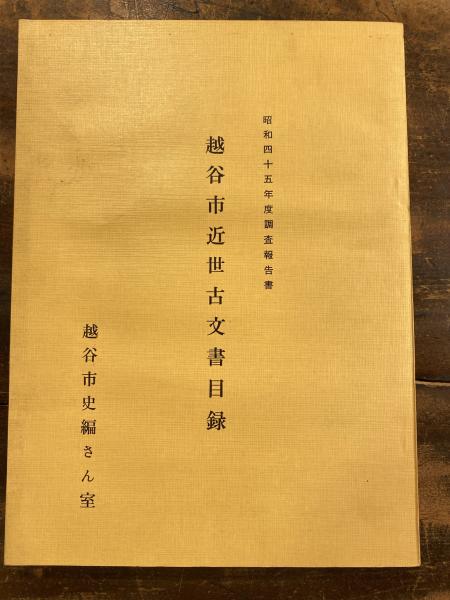 昭和四十五年度調査報告書
越谷市近世古文書目録
越谷市史編さん室